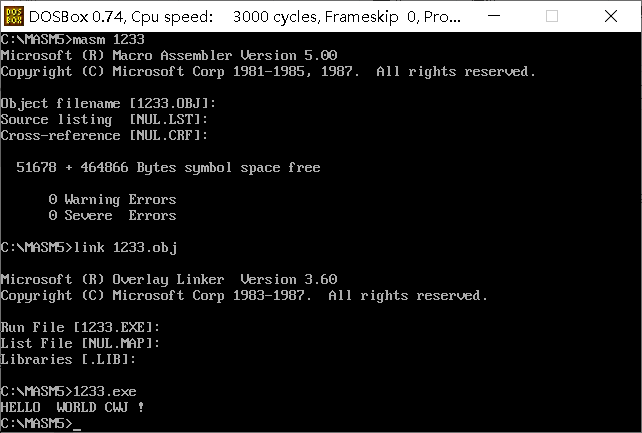 DOSBox 0.74, Cpu speed:    3000 cycles, Frameskip  0, Pro...
C:\MASM5>masm 1233
Microsoft (R) Macro Assembler Version 5.00
Copyright (C) Microsoft Corp 1981-1985, 1987.  All rights reserved.
Object filename [1233.OBJ]:
Source listing  [NUL.LST]:
Cross-reference [NUL.CRF]:
51678 + 464866 Bytes symbol space free
0 Warning Errors
0 Severe  Errors
C:\MASM5>link 1233.obj
Microsoft (R) Overlay Linker  Version 3.60
Copyright (C) Microsoft Corp 1983-1987.  All rights reserved.
Run File [1233.EXE]:
List File [NUL.MAP]:
Libraries [.LIB]:
C:\MASM5>1233.exe
HELLO  WORLD CWJ !
C:\MASM5>_